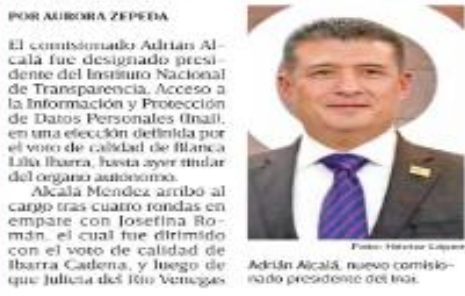 POR AURORA ZEPEDA
El comisionado Adrián Al-
calá fue designado presi-
dente del Instituto Nacional
de Transparencia, Acceso a
la Información y Protección
de Datos Personales (Inai),
en una elección definida por
el voto de calidad de Blanca
Lilia Ibarra, hasta ayer titular
del órgano autónomo.
Alcalá Méndez arribó al
cargo tras cuatro rondas en
empate con Josefina Ro-
mán, el cual fue dirimido
con el voto de calidad de
Ibarra Cadena, y luego de
que Julieta del Río Venegas
Foto: Héctor López
Adrián Alcalá, nuevo comisio-
nado presidente del Inai.